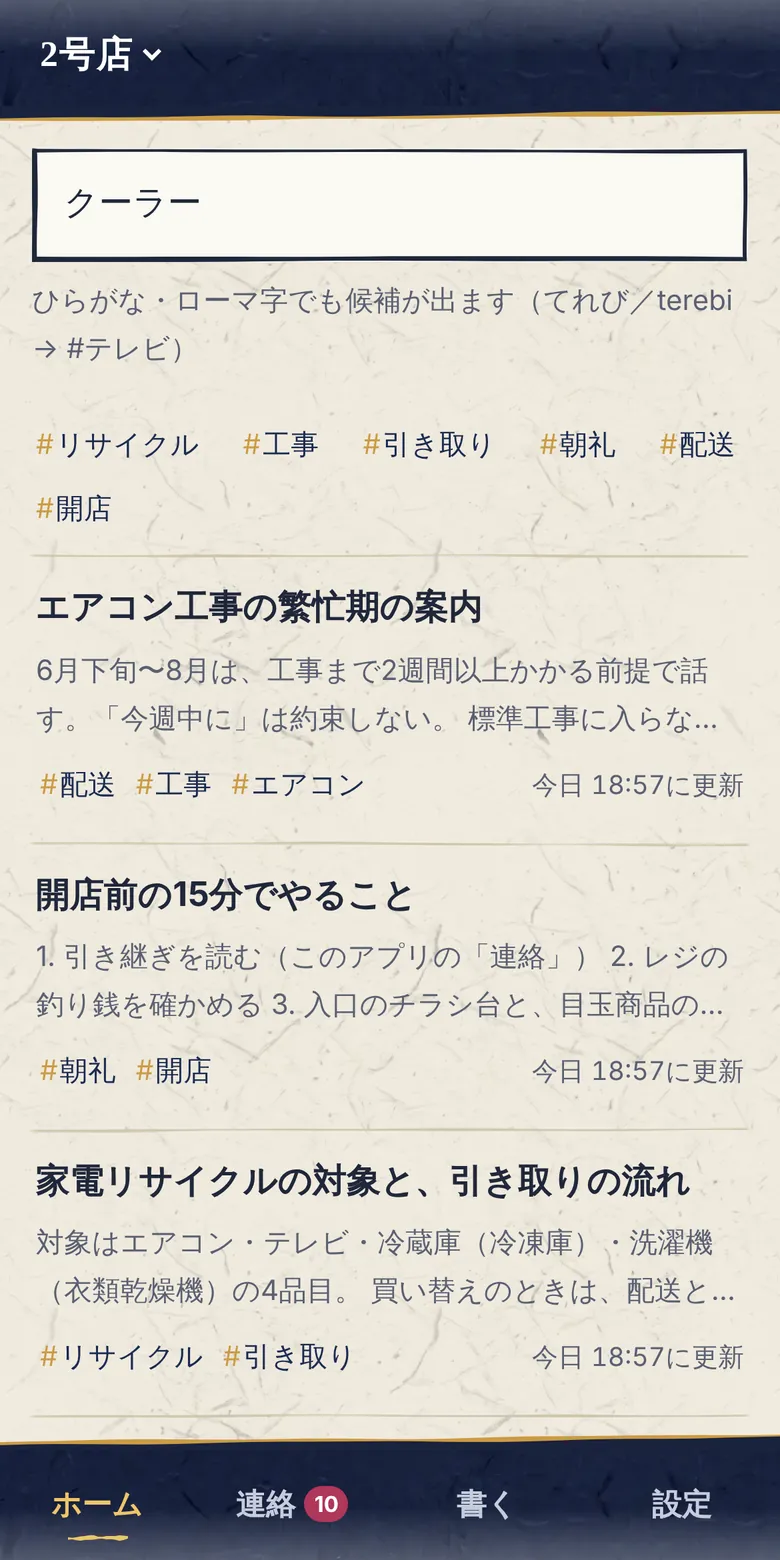 2号店
クーラー
ひらがな・ローマ字でも候補が出ます（てれび／terebi
→ #テレビ）
#リサイクル #工事 #引き取り #朝礼 #配送
#開店
エアコン工事の繁忙期の案内
6月下旬〜8月は、工事まで2週間以上かかる前提で話
す。「今週中に」は約束しない。 標準工事に入らな…
#配送 #工事 #エアコン 今日 18:57に更新
開店前の15分でやること
1. 引き継ぎを読む（このアプリの「連絡」） 2. レジの
釣り銭を確かめる 3. 入口のチラシ台と、目玉商品の…
#朝礼 #開店 今日 18:57に更新
家電リサイクルの対象と、引き取りの流れ
対象はエアコン・テレビ・冷蔵庫（冷凍庫）・洗濯機
（衣類乾燥機）の4品目。 買い替えのときは、配送と…
#リサイクル #引き取り 今日 18:57に更新
ホーム 連絡 10 書く 設定